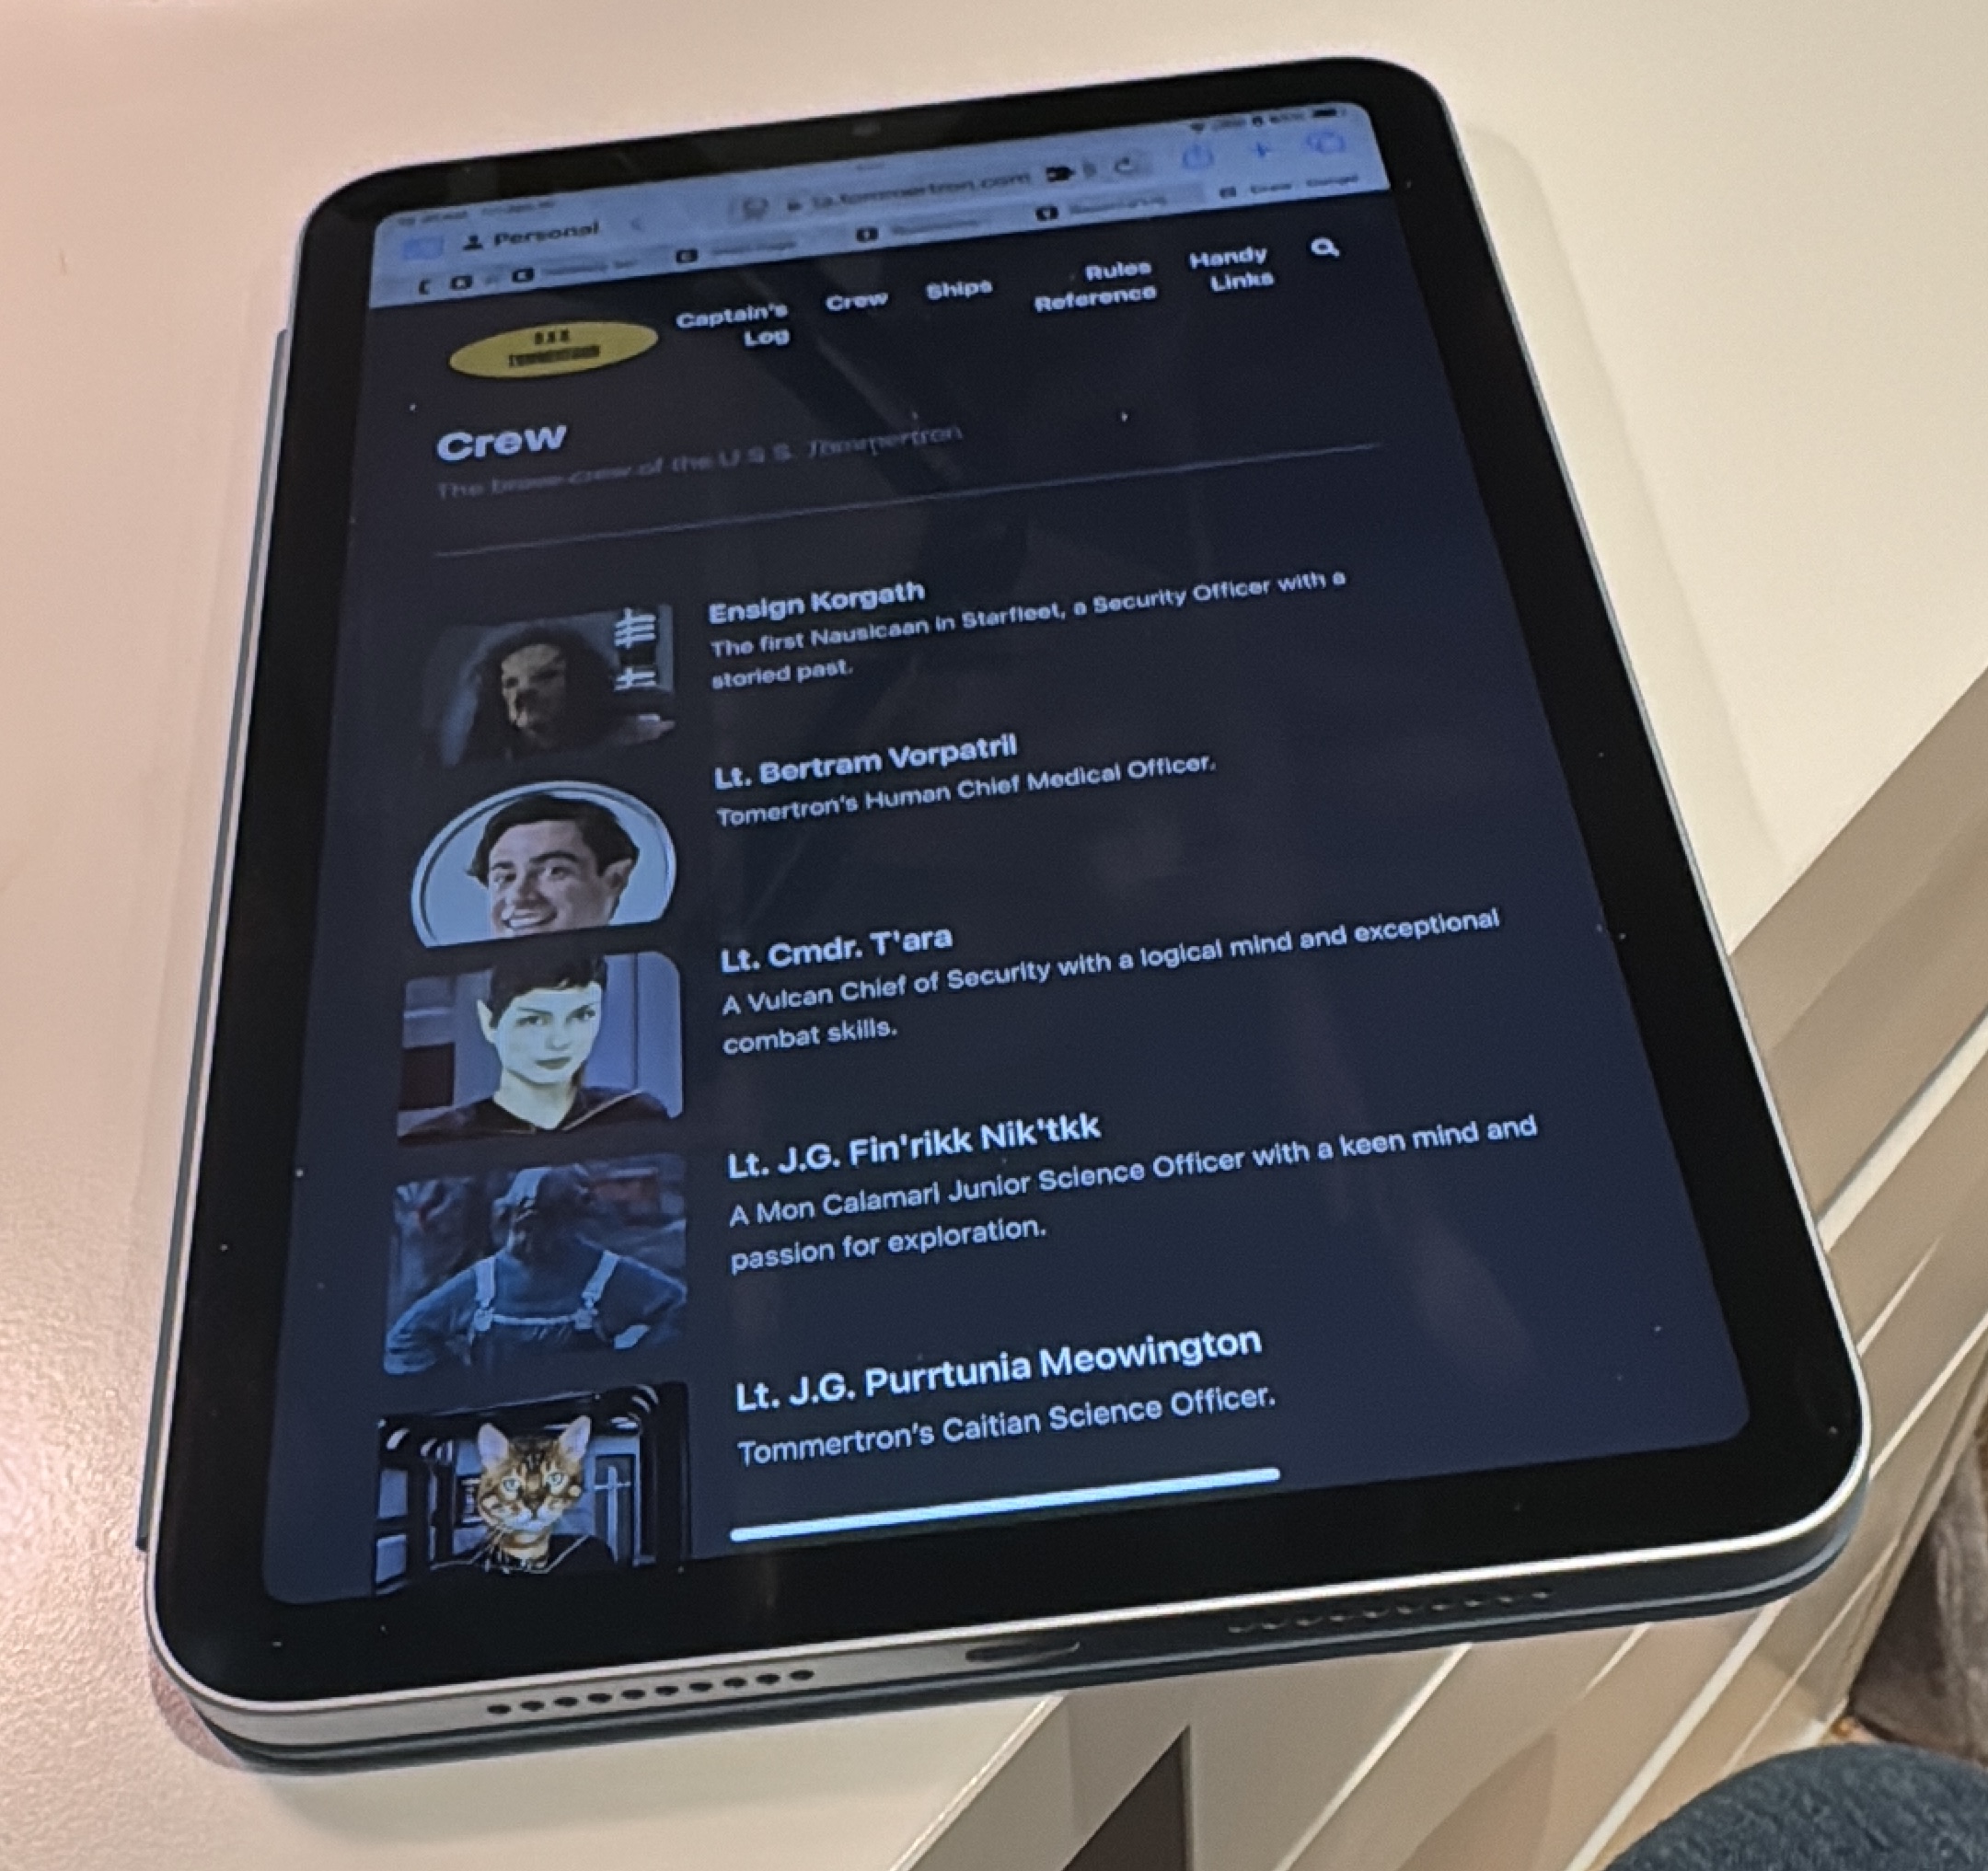 Personal
tommertron.com
Captain's
Log
Crew
Ships
Rules
Reference
Handy
Links
Crew
The brave crew of the U.S.S. Tommertron
Ensign Korgath
The first Nausicaan in Starfleet, a Security Officer with a
storied past.
Lt. Bertram Vorpatril
Tomertron's Human Chief Medical Officer.
Lt. Cmdr. T'ara
A Vulcan Chief of Security with a logical mind and exceptional
combat skills.
Lt. J.G. Fin'rikk Nik'tkk
A Mon Calamari Junior Science Officer with a keen mind and
passion for exploration.
Lt. J.G. Purrtunia Meowington
Tommertron's Caitian Science Officer.